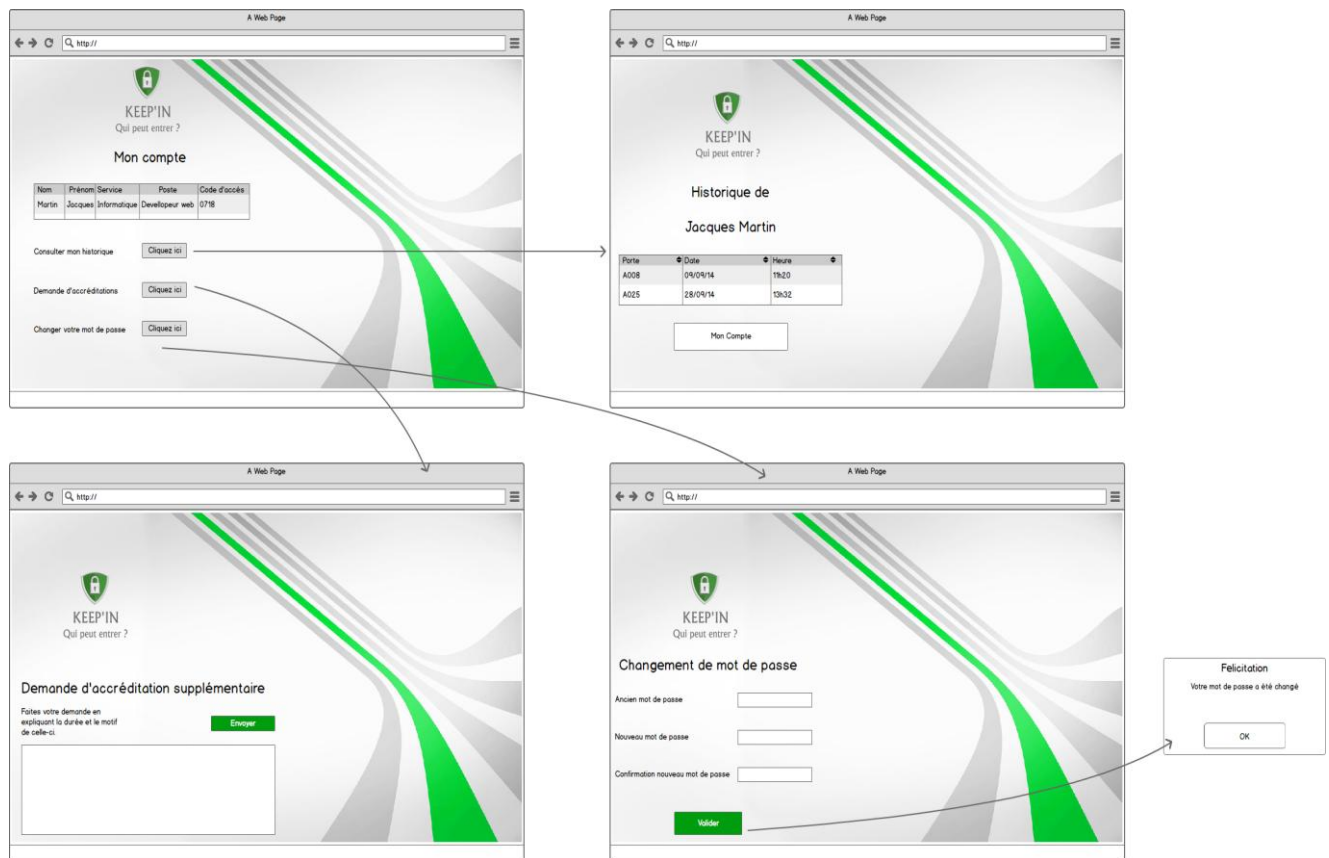 A Web Page
http://
KEEP'IN
Qui peut entrer ?
Mon compte
Nom Prénom Service Poste Code d'accès
Martin Jacques Informatique Devellopeur web 0718
Consulter mon historique Cliquez ici
Demande d'accréditations Cliquez ici
Changer votre mot de passe Cliquez ici
A Web Page
http://
KEEP'IN
Qui peut entrer ?
Historique de
Jacques Martin
Porte Date Heure
A008 09/09/14 11h20
A025 28/09/14 13h32
Mon Compte
A Web Page
http://
KEEP'IN
Qui peut entrer ?
Demande d'accréditation supplémentaire
Faites votre demande en
expliquant la durée et le motif
de celle-ci.
Envoyer
A Web Page
http://
KEEP'IN
Qui peut entrer ?
Changement de mot de passe
Ancien mot de passe
Nouveau mot de passe
Confirmation nouveau mot de passe
Valider
Felicitation
Votre mot de passe a été changé
OK